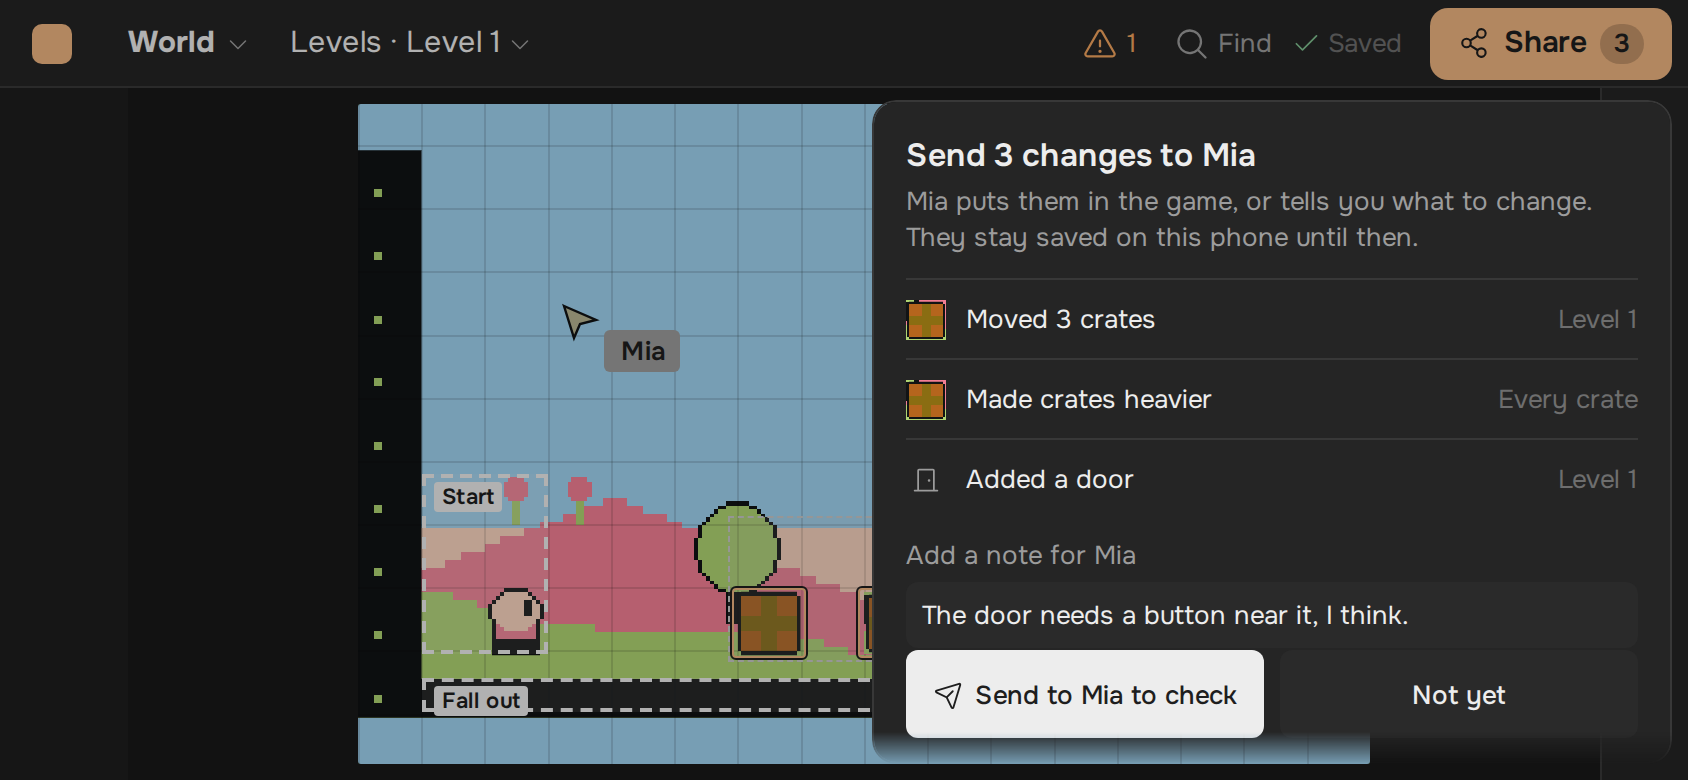 World
Levels · Level 1
1
Find
Saved
Share 3
Send 3 changes to Mia
Mia puts them in the game, or tells you what to change.
They stay saved on this phone until then.
Moved 3 crates
Level 1
Made crates heavier
Every crate
Added a door
Level 1
Add a note for Mia
The door needs a button near it, I think.
Send to Mia to check
Not yet
Mia
Start
Fall out